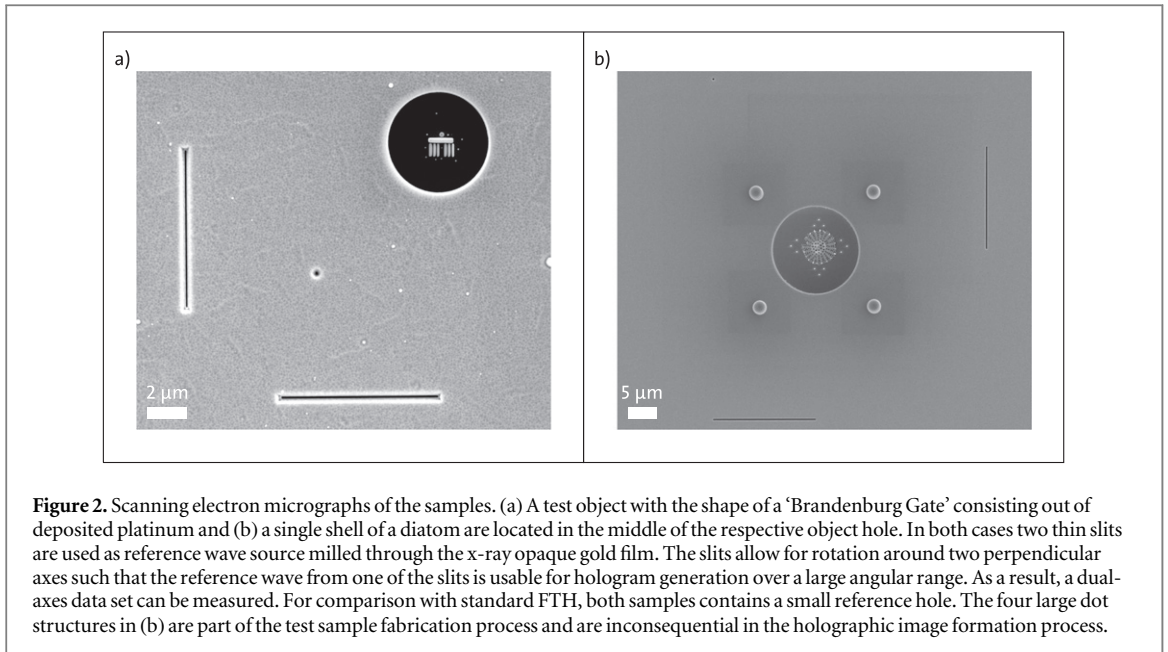 a)
b)
2 µm
5 µm
Figure 2. Scanning electron micrographs of the samples. (a) A test object with the shape of a ‘Brandenburg Gate’ consisting out of
deposited platinum and (b) a single shell of a diatom are located in the middle of the respective object hole. In both cases two thin slits
are used as reference wave source milled through the x-ray opaque gold film. The slits allow for rotation around two perpendicular
axes such that the reference wave from one of the slits is usable for hologram generation over a large angular range. As a result, a dual-
axes data set can be measured. For comparison with standard FTH, both samples contains a small reference hole. The four large dot
structures in (b) are part of the test sample fabrication process and are inconsequential in the holographic image formation process.